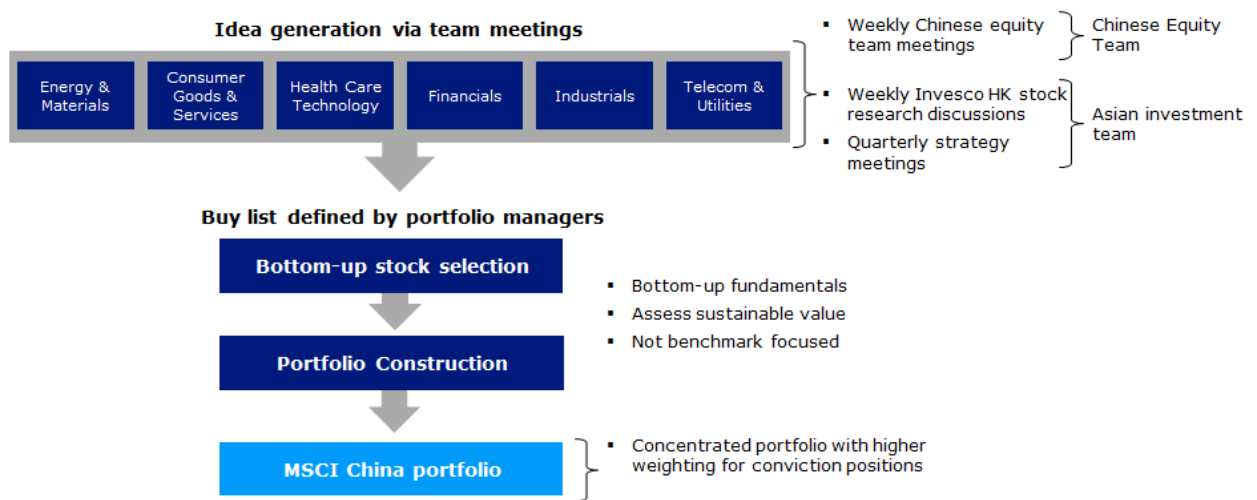 Idea generation via team meetings
Energy &
Materials
Consumer
Goods &
Services
Health Care
Technology
Financials
Industrials
Telecom &
Utilities
▪ Weekly Chinese equity
team meetings
Chinese Equity
Team
▪ Weekly Invesco HK stock
research discussions
▪ Quarterly strategy
meetings
Asian investment
team
Buy list defined by portfolio managers
Bottom-up stock selection
▪ Bottom-up fundamentals
▪ Assess sustainable value
▪ Not benchmark focused
Portfolio Construction
MSCI China portfolio
▪ Concentrated portfolio with higher
weighting for conviction positions